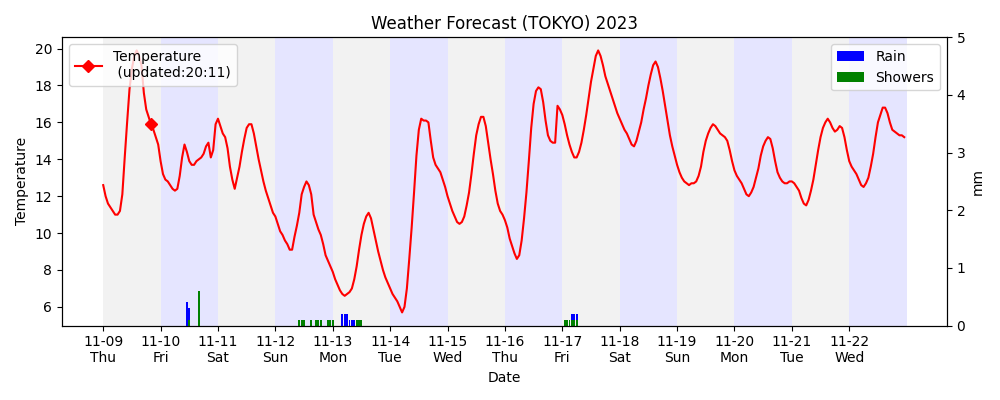 Weather Forecast (TOKYO) 2023
Temperature
(updated:20:11)
Rain
Showers
Temperature
20
18
16
14
12
10
8
6
5
4
3
2
1
0
mm
11-09 11-10 11-11 11-12 11-13 11-14 11-15 11-16 11-17 11-18 11-19 11-20 11-21 11-22
Thu Fri Sat Sun Mon Tue Wed Thu Fri Sat Sun Mon Tue Wed
Date